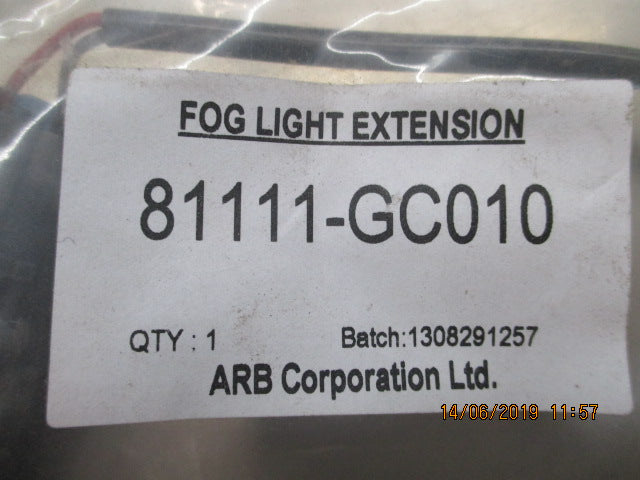 FOG LIGHT EXTENSION
81111-GC010
QTY : 1 Batch:1308291257
ARB Corporation Ltd.
14/06/2019 11:57